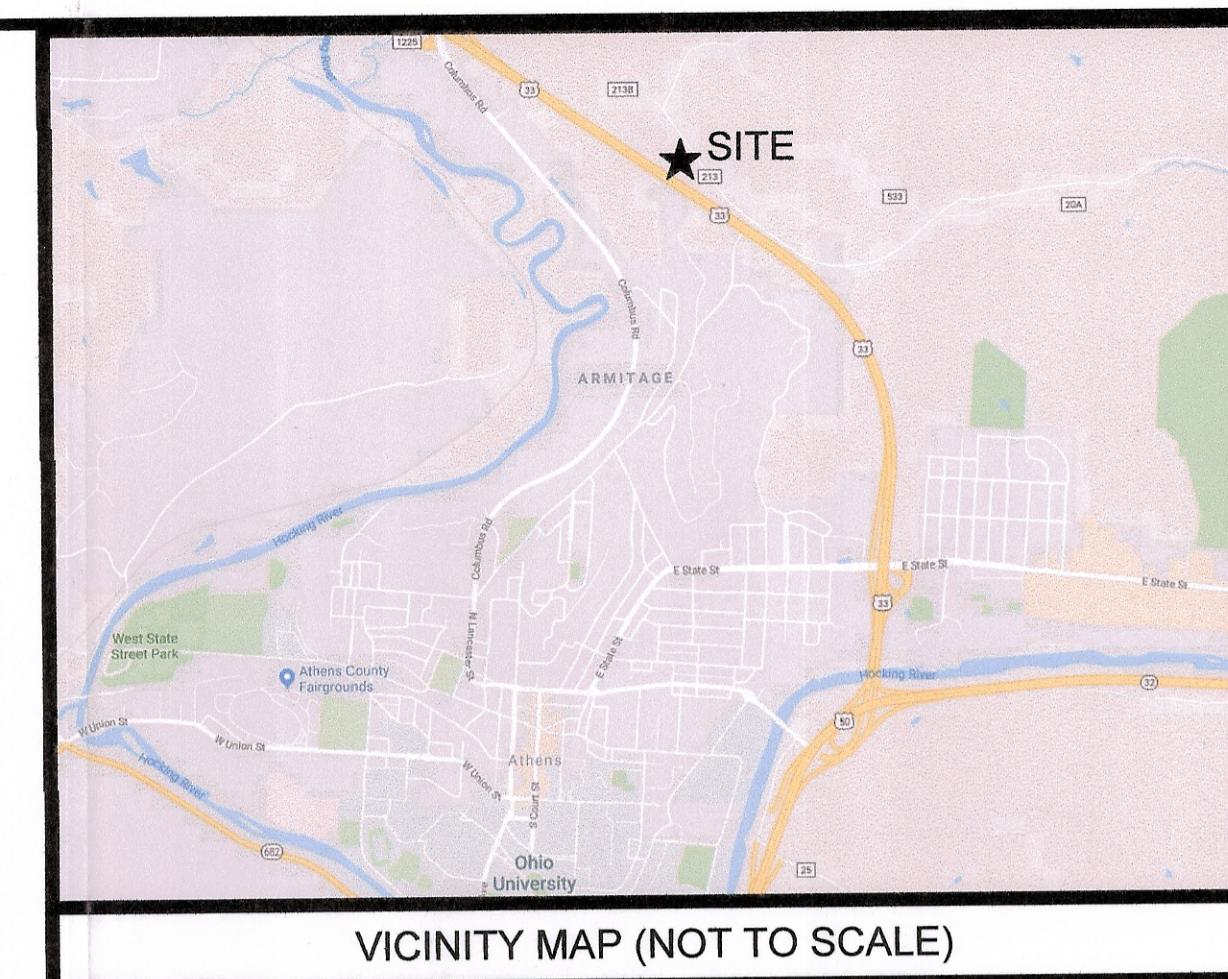 1225
Columbus Rd
33
213B
SITE
213
33
533
20A
Columbus Rd
33
ARMITAGE
Hocking River
Columbus Rd
E State St
E State St
E State St
33
N Lancaster St
E State St
West State
Street Park
Athens County
Fairgrounds
Hocking River
32
W Union St
W Union St
50
Hocking River
W Union St
Athens
S Court St
682
25
Ohio
University
VICINITY MAP (NOT TO SCALE)